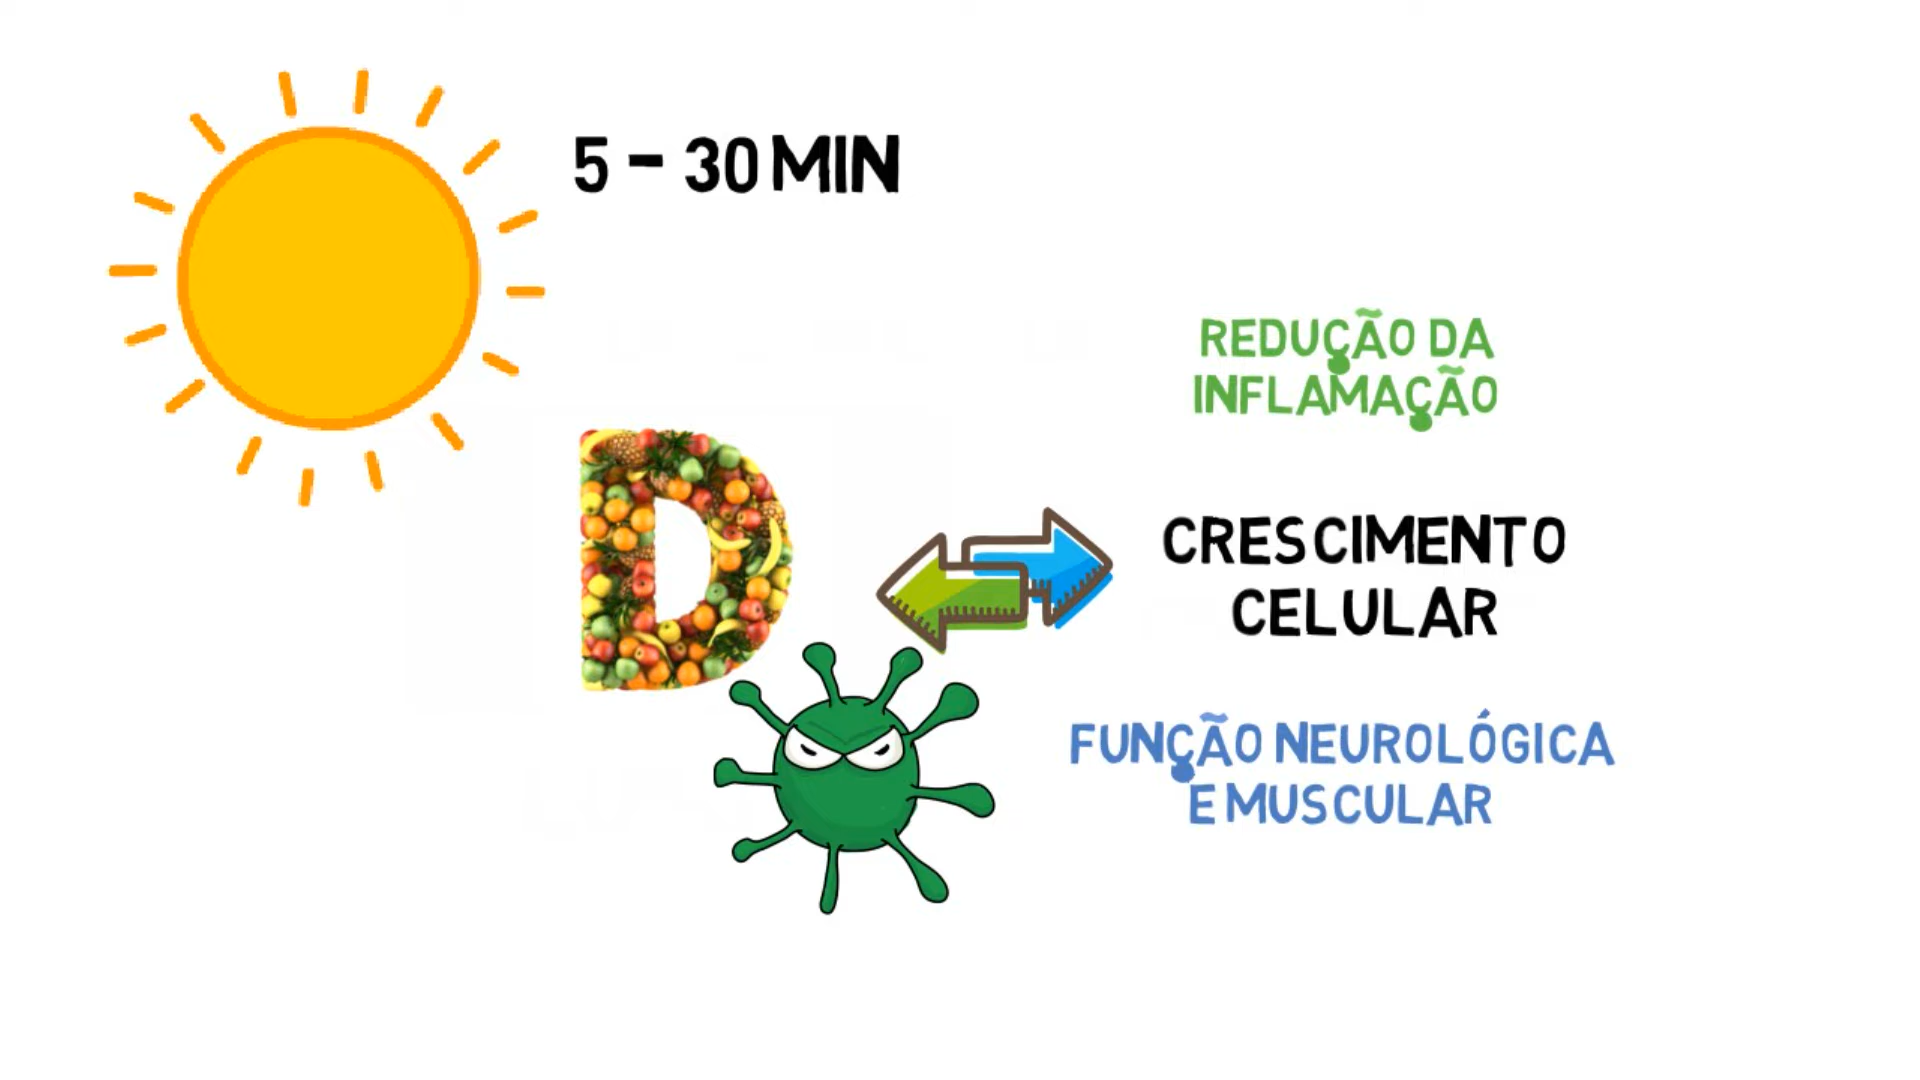 5 - 30 MIN
REDUÇÃO DA
INFLAMAÇÃO
D
CRESCIMENTO
CELULAR
FUNÇÃO NEUROLÓGICA
E MUSCULAR